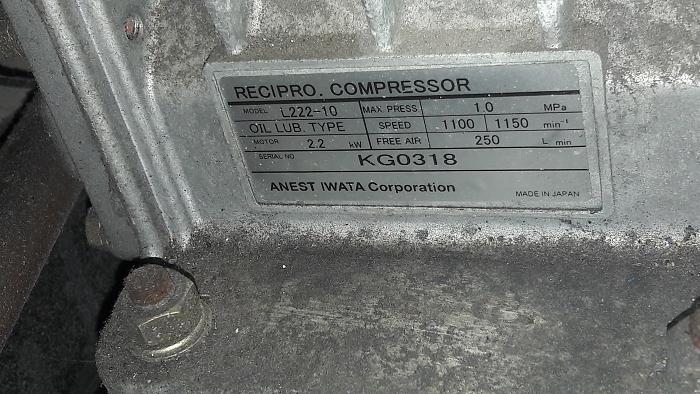 RECIPRO. COMPRESSOR
MODEL L222-10 MAX. PRESS 1.0 MPa
OIL LUB. TYPE SPEED 1100 1150 min⁻¹
MOTOR 2.2 kW FREE AIR 250 L min
SERIAL NO KG0318
ANEST IWATA Corporation MADE IN JAPAN